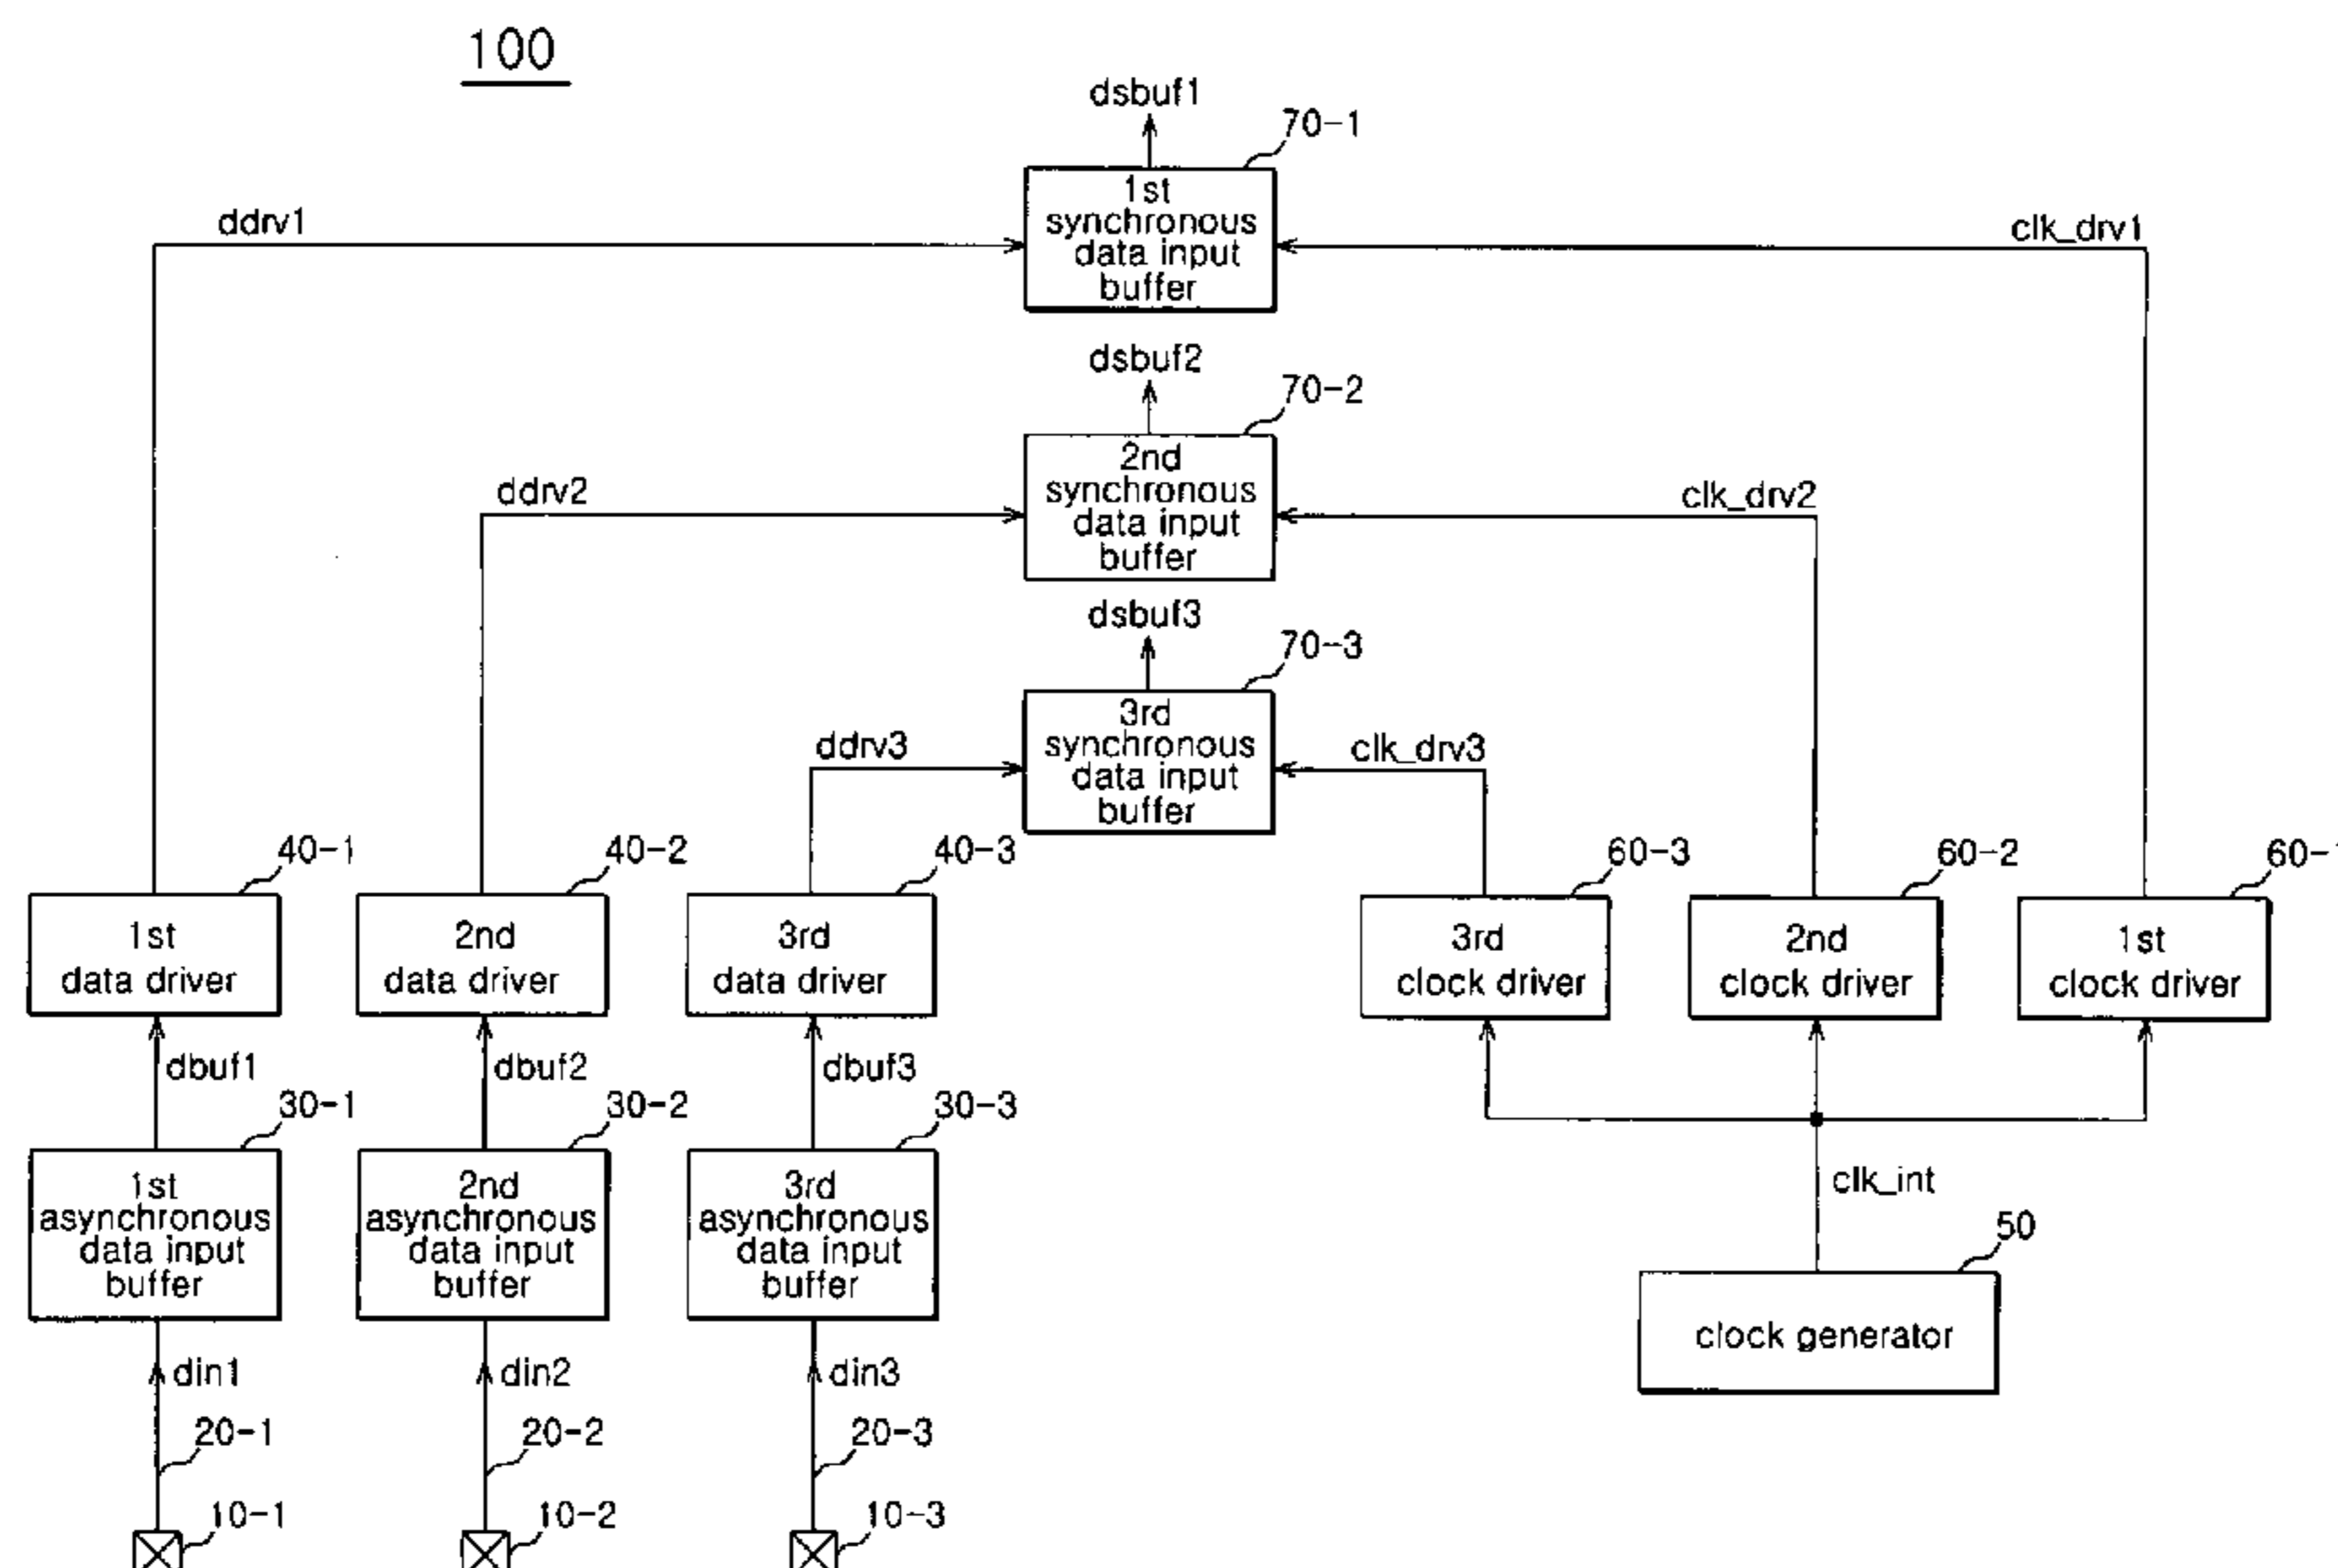 100
dsbuf1
70-1
1st
synchronous
data input
buffer
ddrv1
clk_drv1
dsbuf2
70-2
2nd
synchronous
data input
buffer
ddrv2
clk_drv2
dsbuf3
70-3
3rd
synchronous
data input
buffer
ddrv3
clk_drv3
40-1
40-2
40-3
60-3
60-2
60-1
1st
data driver
2nd
data driver
3rd
data driver
3rd
clock driver
2nd
clock driver
1st
clock driver
dbuf1
dbuf2
dbuf3
30-1
30-2
30-3
1st
asynchronous
data input
buffer
2nd
asynchronous
data input
buffer
3rd
asynchronous
data input
buffer
clk_int
50
clock generator
din1
din2
din3
20-1
20-2
20-3
10-1
10-2
10-3